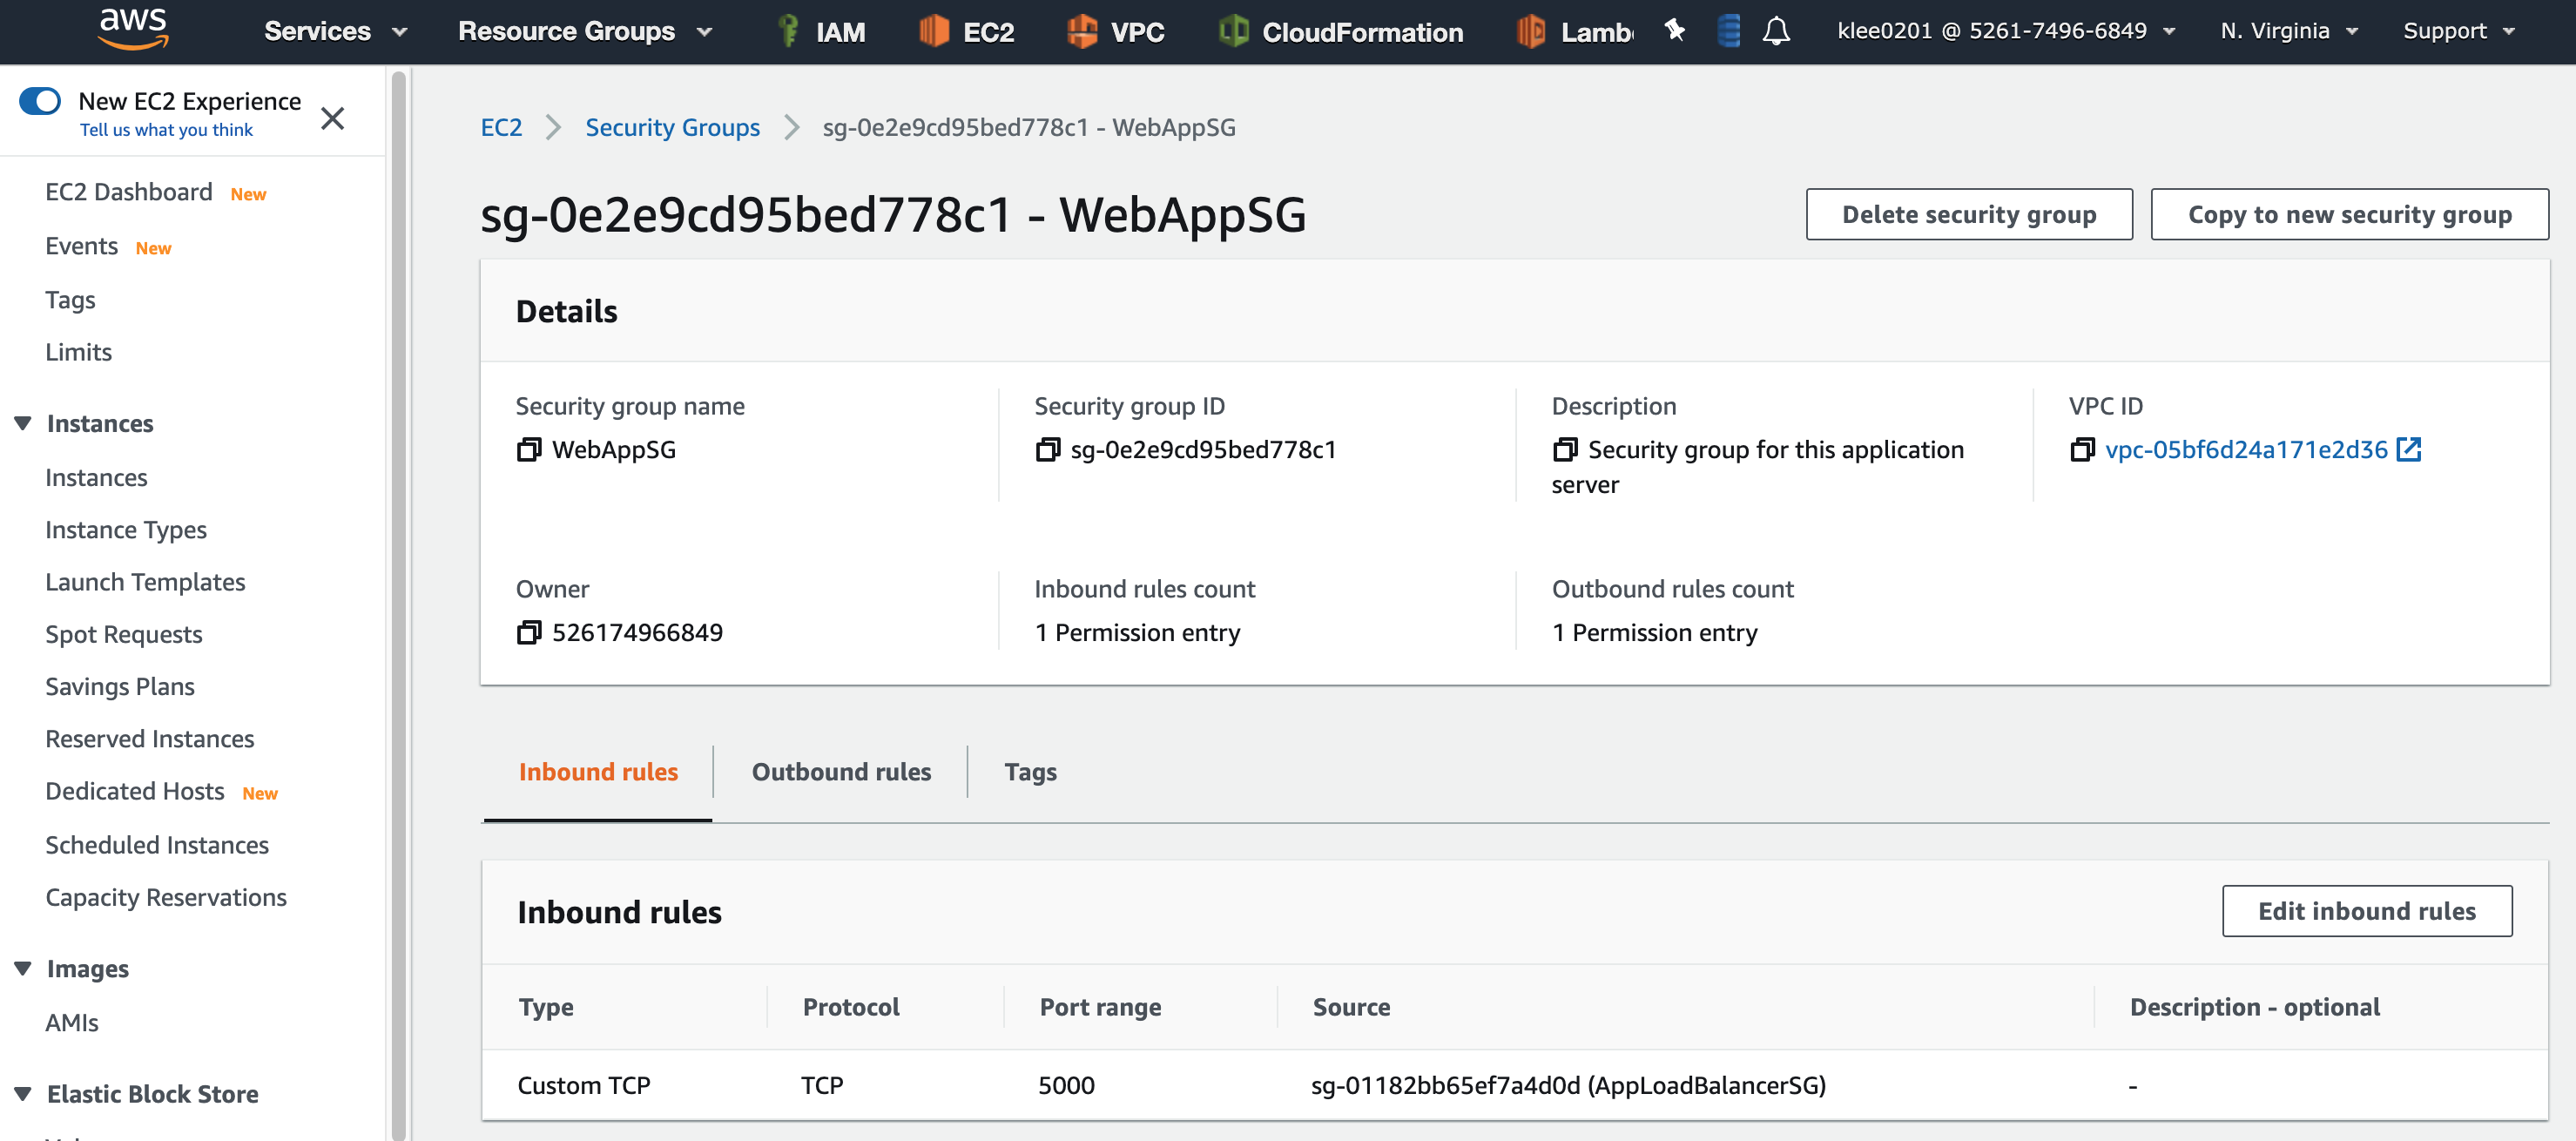 aws Services Resource Groups IAM EC2 VPC CloudFormation Lamb klee0201 @ 5261-7496-6849 N. Virginia Support
New EC2 Experience
Tell us what you think
EC2 Dashboard New
Events New
Tags
Limits
Instances
Instances
Instance Types
Launch Templates
Spot Requests
Savings Plans
Reserved Instances
Dedicated Hosts New
Scheduled Instances
Capacity Reservations
Images
AMIs
Elastic Block Store
EC2 > Security Groups > sg-0e2e9cd95bed778c1 - WebAppSG
sg-0e2e9cd95bed778c1 - WebAppSG
Delete security group Copy to new security group
Details
Security group name Security group ID Description VPC ID
WebAppSG sg-0e2e9cd95bed778c1 Security group for this application vpc-05bf6d24a171e2d36
server
Owner Inbound rules count Outbound rules count
526174966849 1 Permission entry 1 Permission entry
Inbound rules Outbound rules Tags
Inbound rules Edit inbound rules
Type Protocol Port range Source Description - optional
Custom TCP TCP 5000 sg-01182bb65ef7a4d0d (AppLoadBalancerSG) -